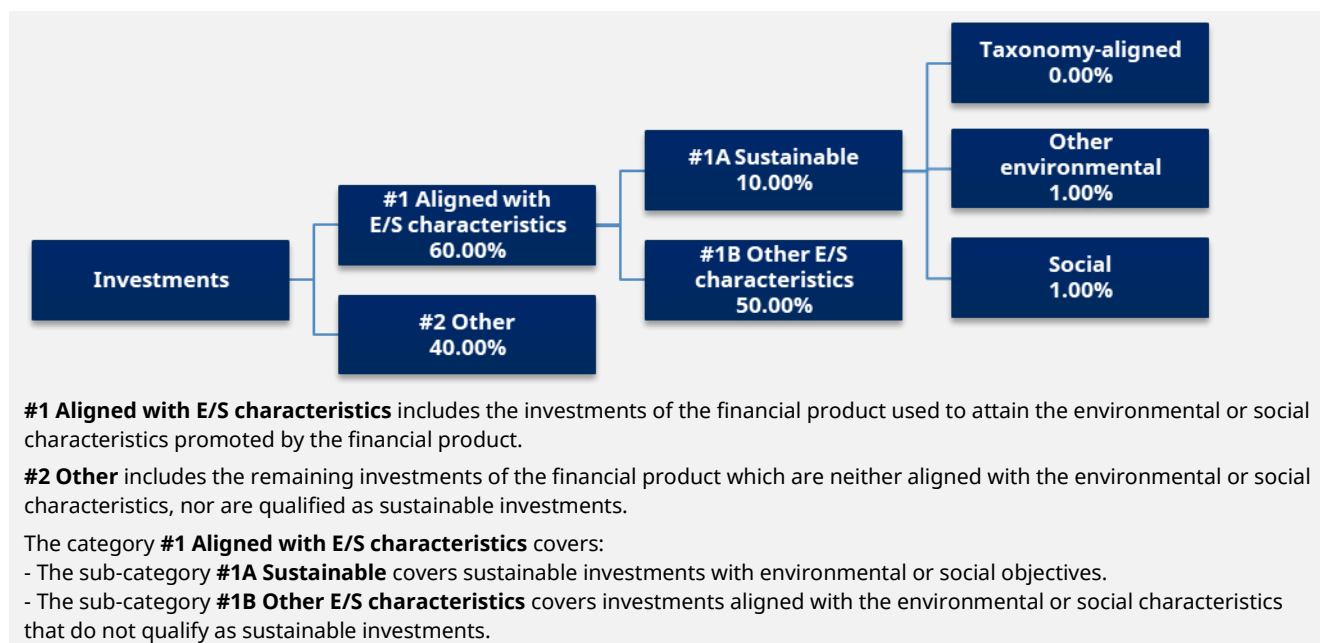 Taxonomy-aligned
0.00%
Other
environmental
1.00%
Social
1.00%
#1A Sustainable
10.00%
#1B Other E/S
characteristics
50.00%
#1 Aligned with
E/S characteristics
60.00%
#2 Other
40.00%
Investments
#1 Aligned with E/S characteristics includes the investments of the financial product used to attain the environmental or social
characteristics promoted by the financial product.
#2 Other includes the remaining investments of the financial product which are neither aligned with the environmental or social
characteristics, nor are qualified as sustainable investments.
The category #1 Aligned with E/S characteristics covers:
- The sub-category #1A Sustainable covers sustainable investments with environmental or social objectives.
- The sub-category #1B Other E/S characteristics covers investments aligned with the environmental or social characteristics
that do not qualify as sustainable investments.